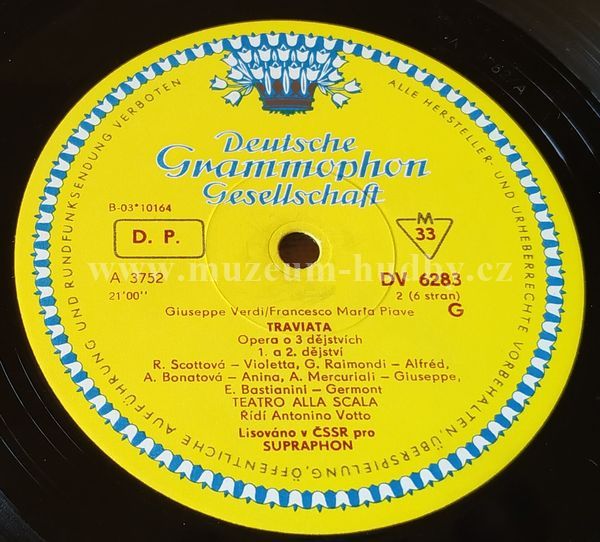 Deutsche
Grammophon
Gesellschaft
B-03*10164
D. P.
M
33
A 3752
21'00"
DV 6283
2 (6 stran)
G
Giuseppe Verdi/Francesco Marta Piave
TRAVIATA
Opera o 3 dějstvích
1. a 2. dějství
R. Scottová – Violetta, G. Raimondi – Alfréd,
A. Bonatová – Anina, A. Mercuriali – Giuseppe,
E. Bastianini – Germont
TEATRO ALLA SCALA
Řídí Antonino Votto
Lisováno v ČSSR pro
SUPRAPHON
ALLE HERSTELLER- UND URHEBERRECHTE VORBEHALTEN, ÜBERSPIELUNG, ÖFFENTLICHE AUFFÜHRUNG UND RUNDFUNKSENDUNG VERBOTEN
www.muzeum-hudby.cz